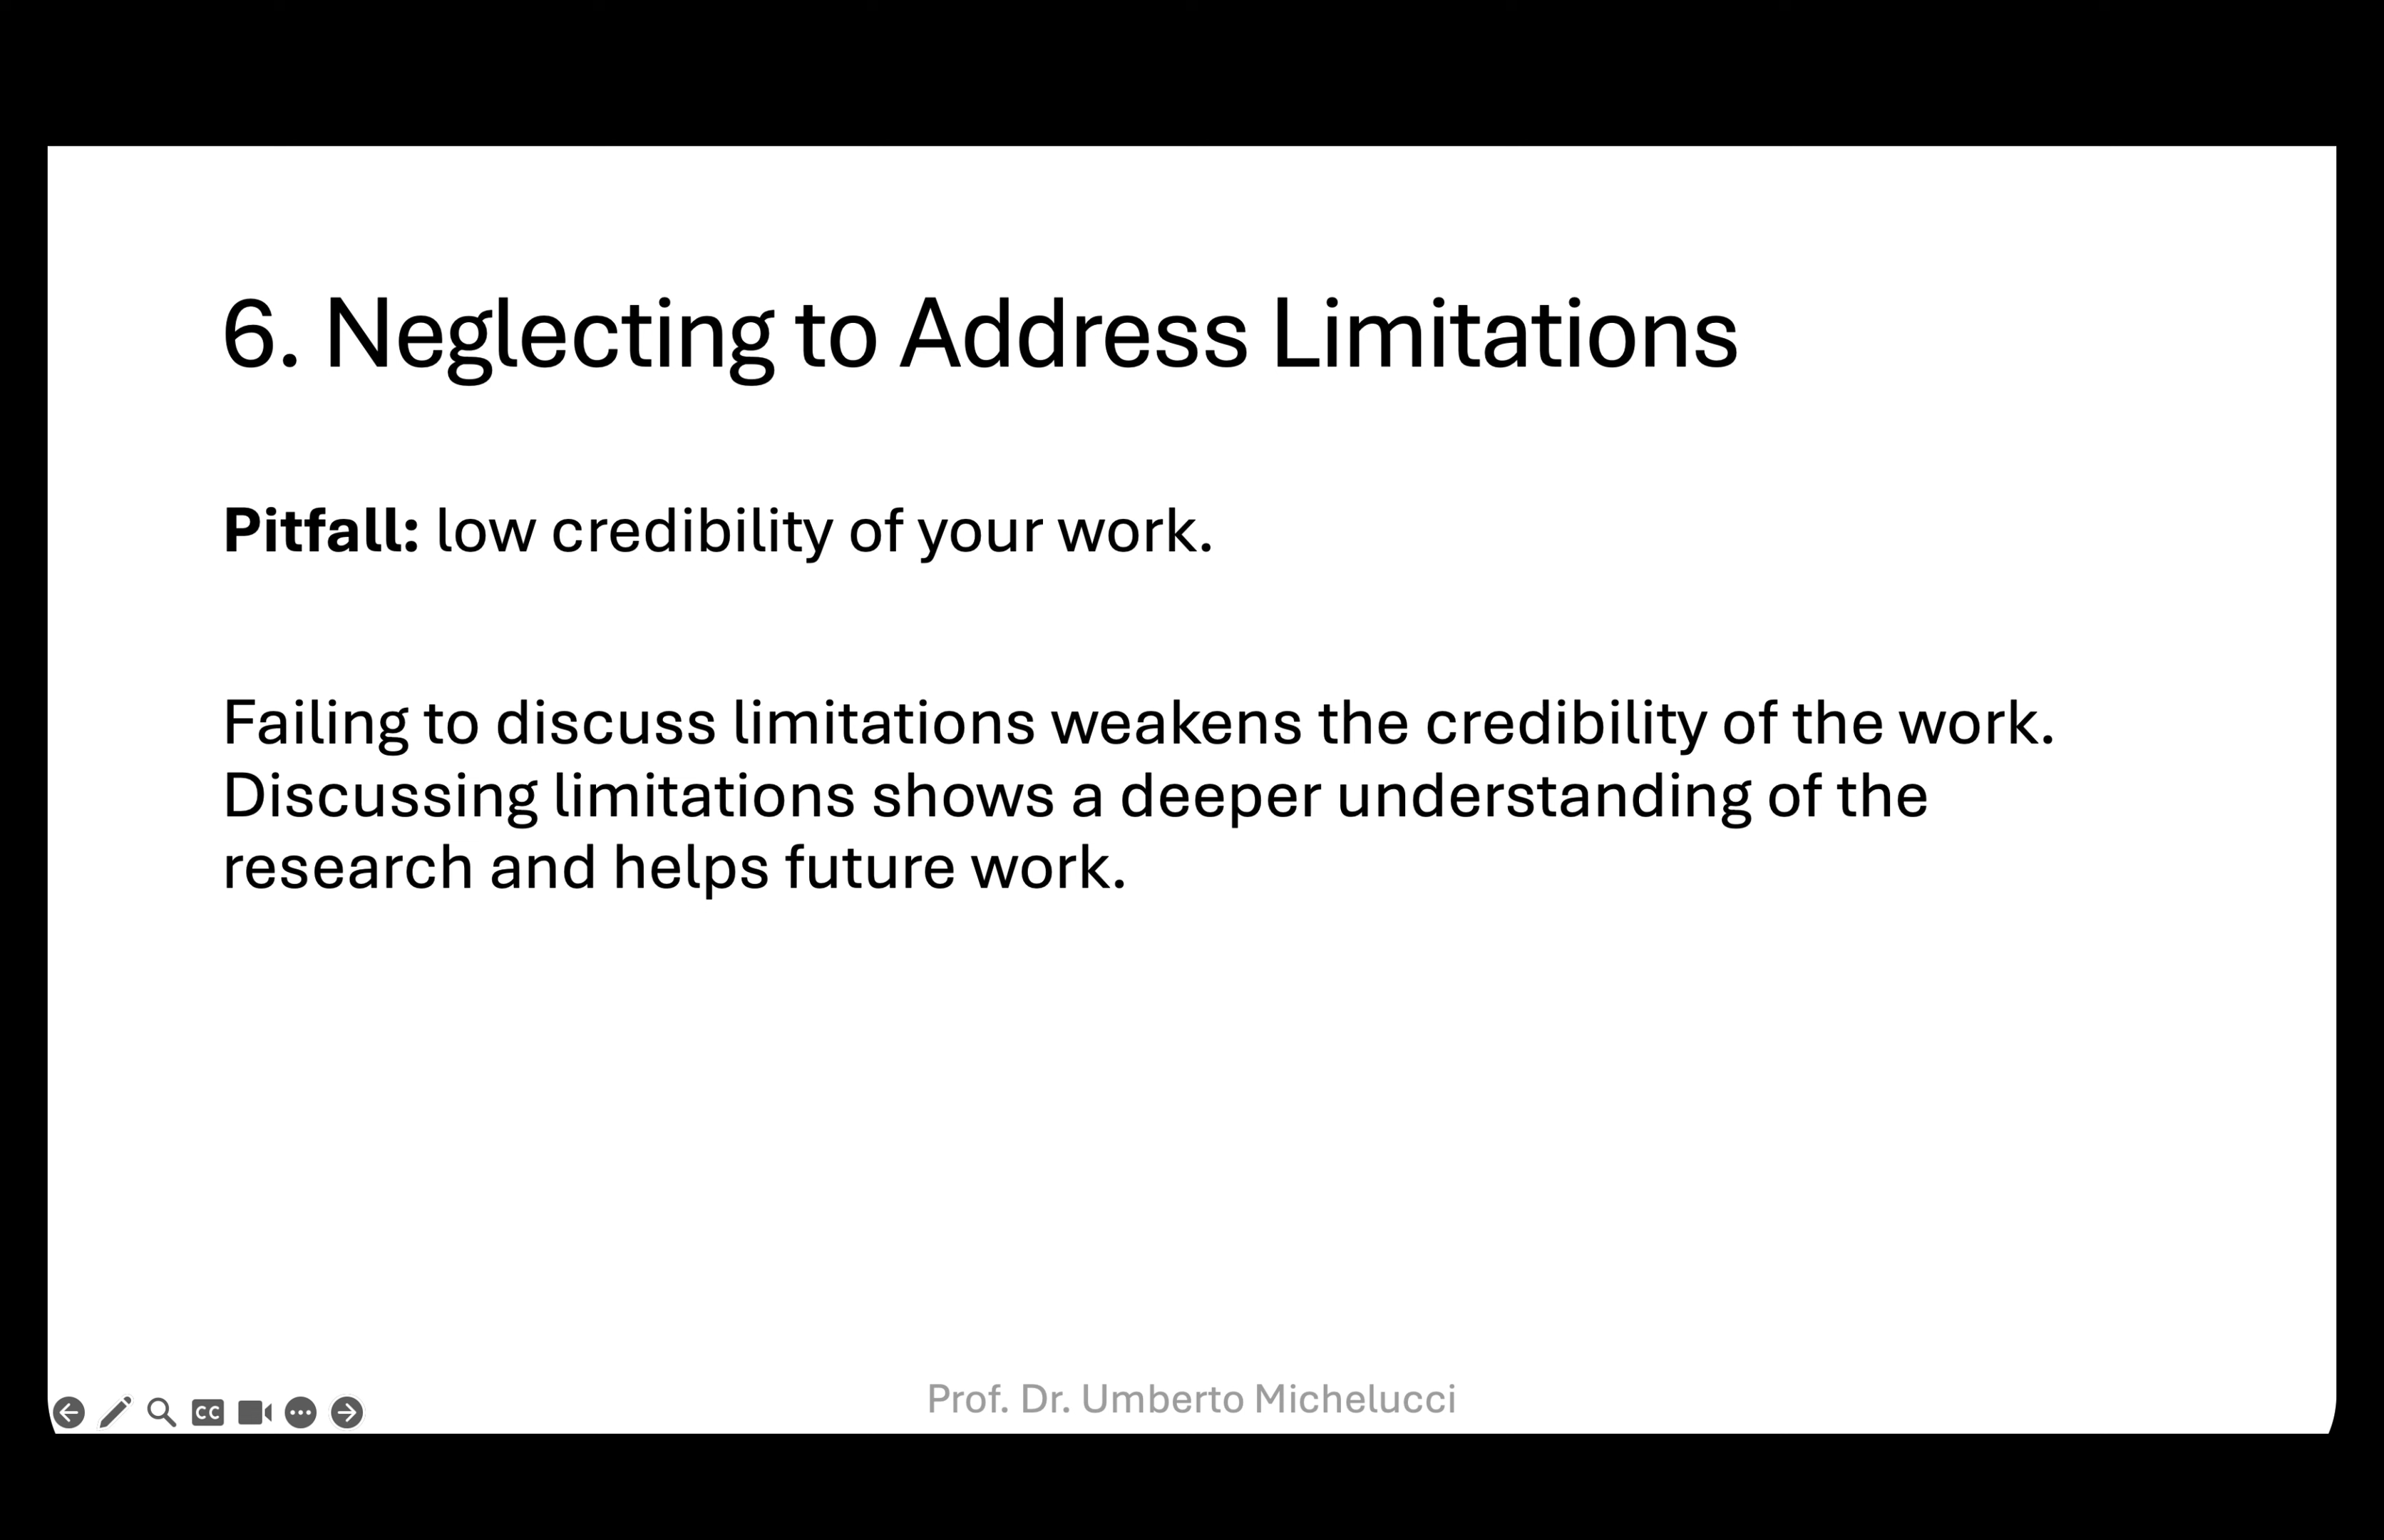 6. Neglecting to Address Limitations
Pitfall: low credibility of your work.
Failing to discuss limitations weakens the credibility of the work.
Discussing limitations shows a deeper understanding of the
research and helps future work.
CC
Prof. Dr. Umberto Michelucci